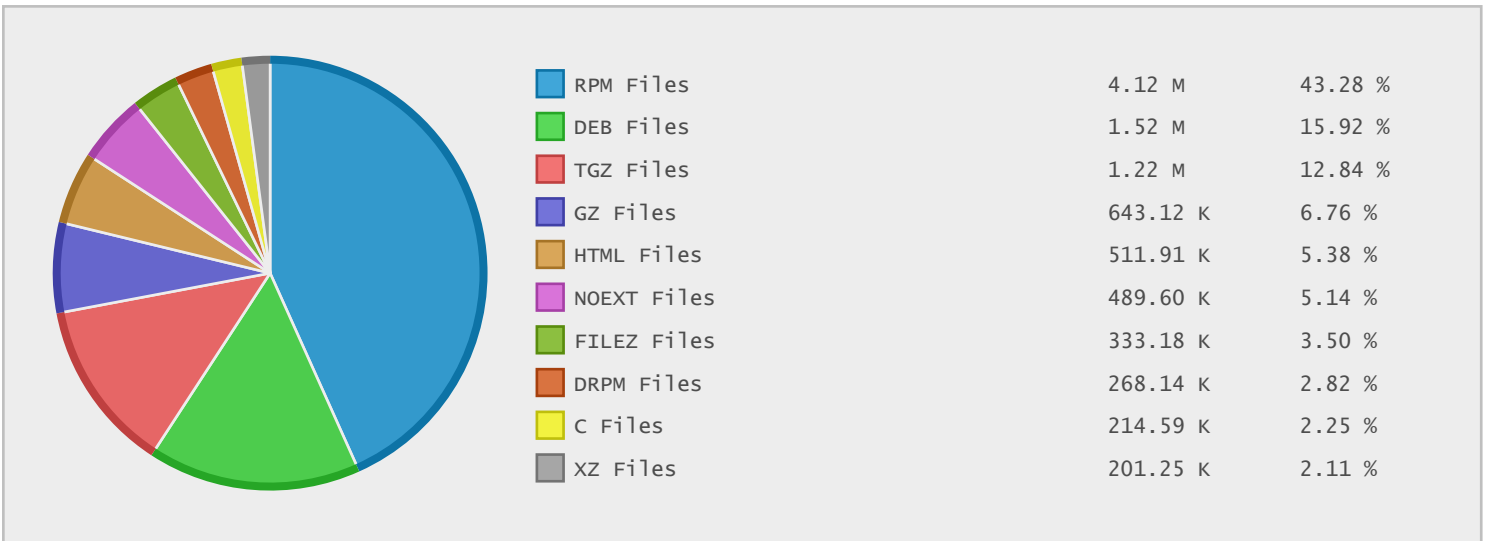 RPM Files 4.12 M 43.28 %
DEB Files 1.52 M 15.92 %
TGZ Files 1.22 M 12.84 %
GZ Files 643.12 K 6.76 %
HTML Files 511.91 K 5.38 %
NOEXT Files 489.60 K 5.14 %
FILEZ Files 333.18 K 3.50 %
DRPM Files 268.14 K 2.82 %
C Files 214.59 K 2.25 %
XZ Files 201.25 K 2.11 %